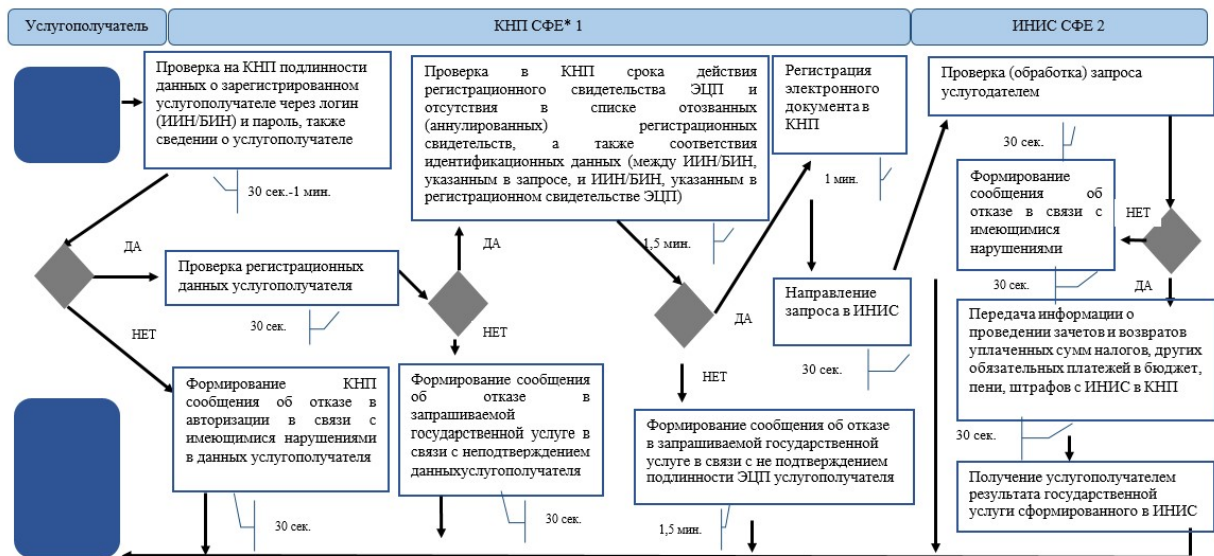 Услугополучатель
КНП СФЕ* 1
ИНИС СФЕ 2
Проверка на КНП подлинности
данных о зарегистрированном
услугополучателе через логин
(ИИН/БИН) и пароль, также
сведении о услугополучателе
30 сек.-1 мин.
Проверка в КНП срока действия
регистрационного свидетельства ЭЦП и
отсутствия в списке отозванных
(аннулированных) регистрационных
свидетельств, а также соответствия
идентификационных данных (между ИИН/БИН,
указанным в запросе, и ИИН/БИН, указанным в
регистрационном свидетельстве ЭЦП)
1,5 мин.
Регистрация
электронного
документа в
КНП
1 мин.
Проверка (обработка) запроса
услугодателем
30 сек.
Формирование
сообщения об
отказе в связи с
имеющимися
нарушениями
НЕТ
30 сек.
ДА
ДА
Проверка регистрационных
данных услугополучателя
30 сек.
ДА
НЕТ
НЕТ
ДА
НЕТ
Направление
запроса в ИНИС
30 сек.
Передача информации о
проведении зачетов и возвратов
уплаченных сумм налогов, других
обязательных платежей в бюджет,
пени, штрафов с ИНИС в КНП
30 сек.
Формирование КНП
сообщения об отказе в
авторизации в связи с
имеющимися нарушениями
в данных услугополучателя
30 сек.
Формирование сообщения
об отказе в
запрашиваемой
государственной услуге в
связи с неподтверждением
данныхуслугополучателя
30 сек.
Формирование сообщения об отказе
в запрашиваемой государственной
услуге в связи с не подтверждением
подлинности ЭЦП услугополучателя
1,5 мин.
Получение услугополучателем
результата государственной
услуги сформированного в ИНИС